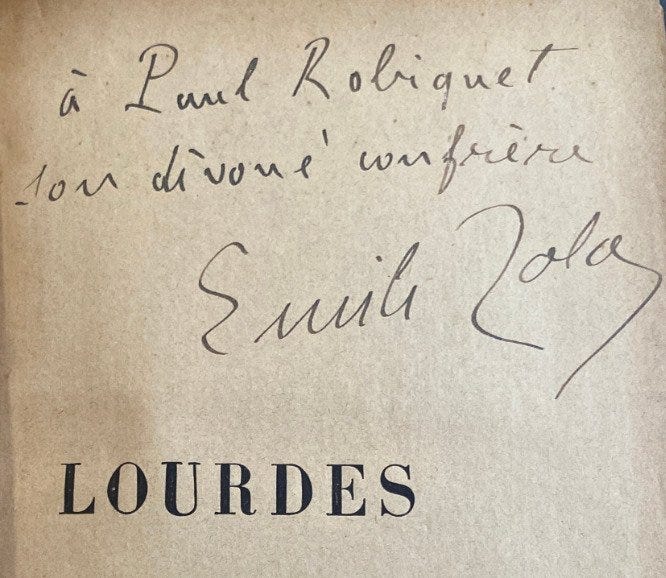 à Paul Robiquet
son dévoué confrère
Emile Zola
LOURDES